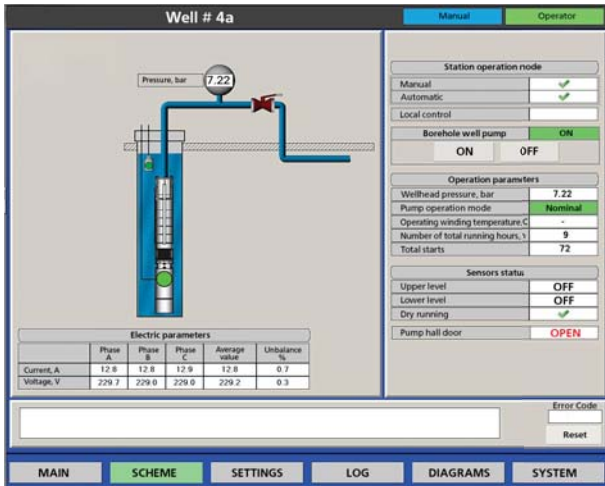 Well # 4a
Manual
Operator
Pressure, bar
7.22
Electric parameters
Phase A Phase B Phase C Average value Unbalance %
Current, A 12.8 12.8 12.9 12.8 0.7
Voltage, V 229.7 229.0 229.0 229.2 0.3
Station operation node
Manual
Automatic
Local control
Borehole well pump ON
ON OFF
Operation parameters
Wellhead pressure, bar 7.22
Pump operation mode Nominal
Operating winding temperature,C -
Number of total running hours, 9
Total starts 72
Sensors status
Upper level OFF
Lower level OFF
Dry running
Pump hall door OPEN
Error Code
Reset
MAIN SCHEME SETTINGS LOG DIAGRAMS SYSTEM